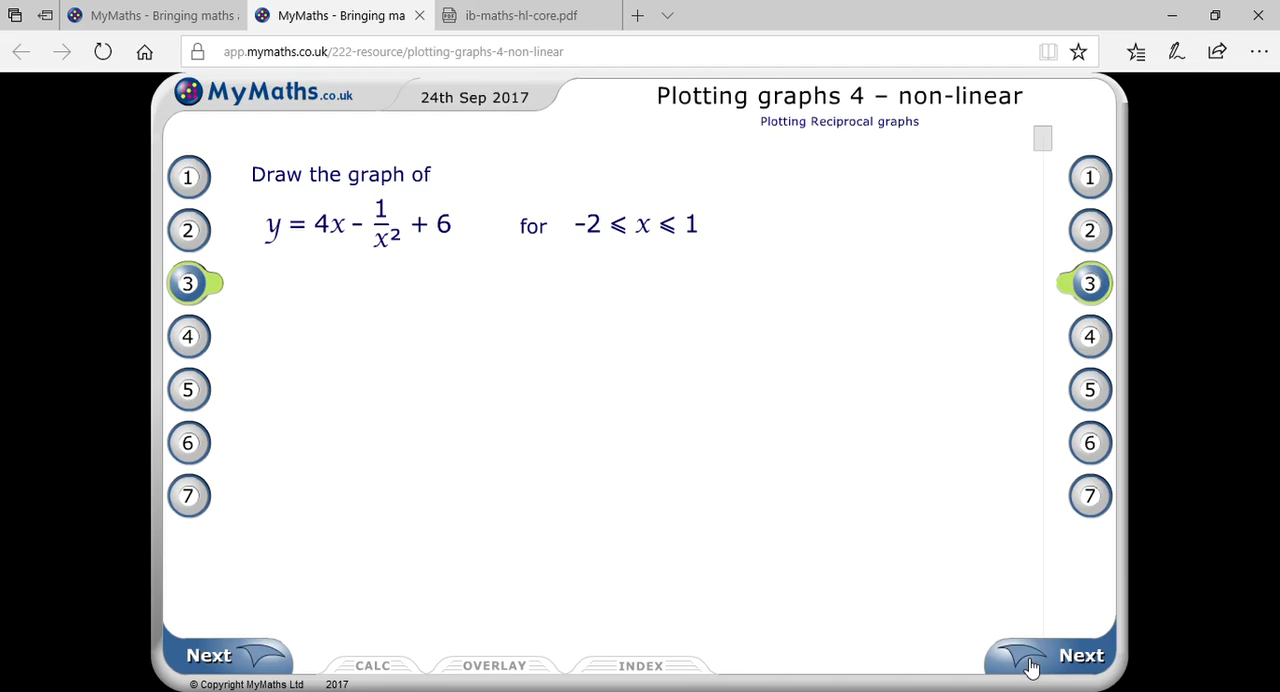 MyMaths - Bringing maths
MyMaths - Bringing ma
ib-maths-hl-core.pdf
app.mymaths.co.uk/222-resource/plotting-graphs-4-non-linear
MyMaths.co.uk
24th Sep 2017
Plotting graphs 4 – non-linear
Plotting Reciprocal graphs
Draw the graph of
y = 4x - 1/x² + 6 for -2 ⩽ x ⩽ 1
1 1
2 2
3 3
4 4
5 5
6 6
7 7
Next CALC OVERLAY INDEX Next
© Copyright MyMaths Ltd 2017